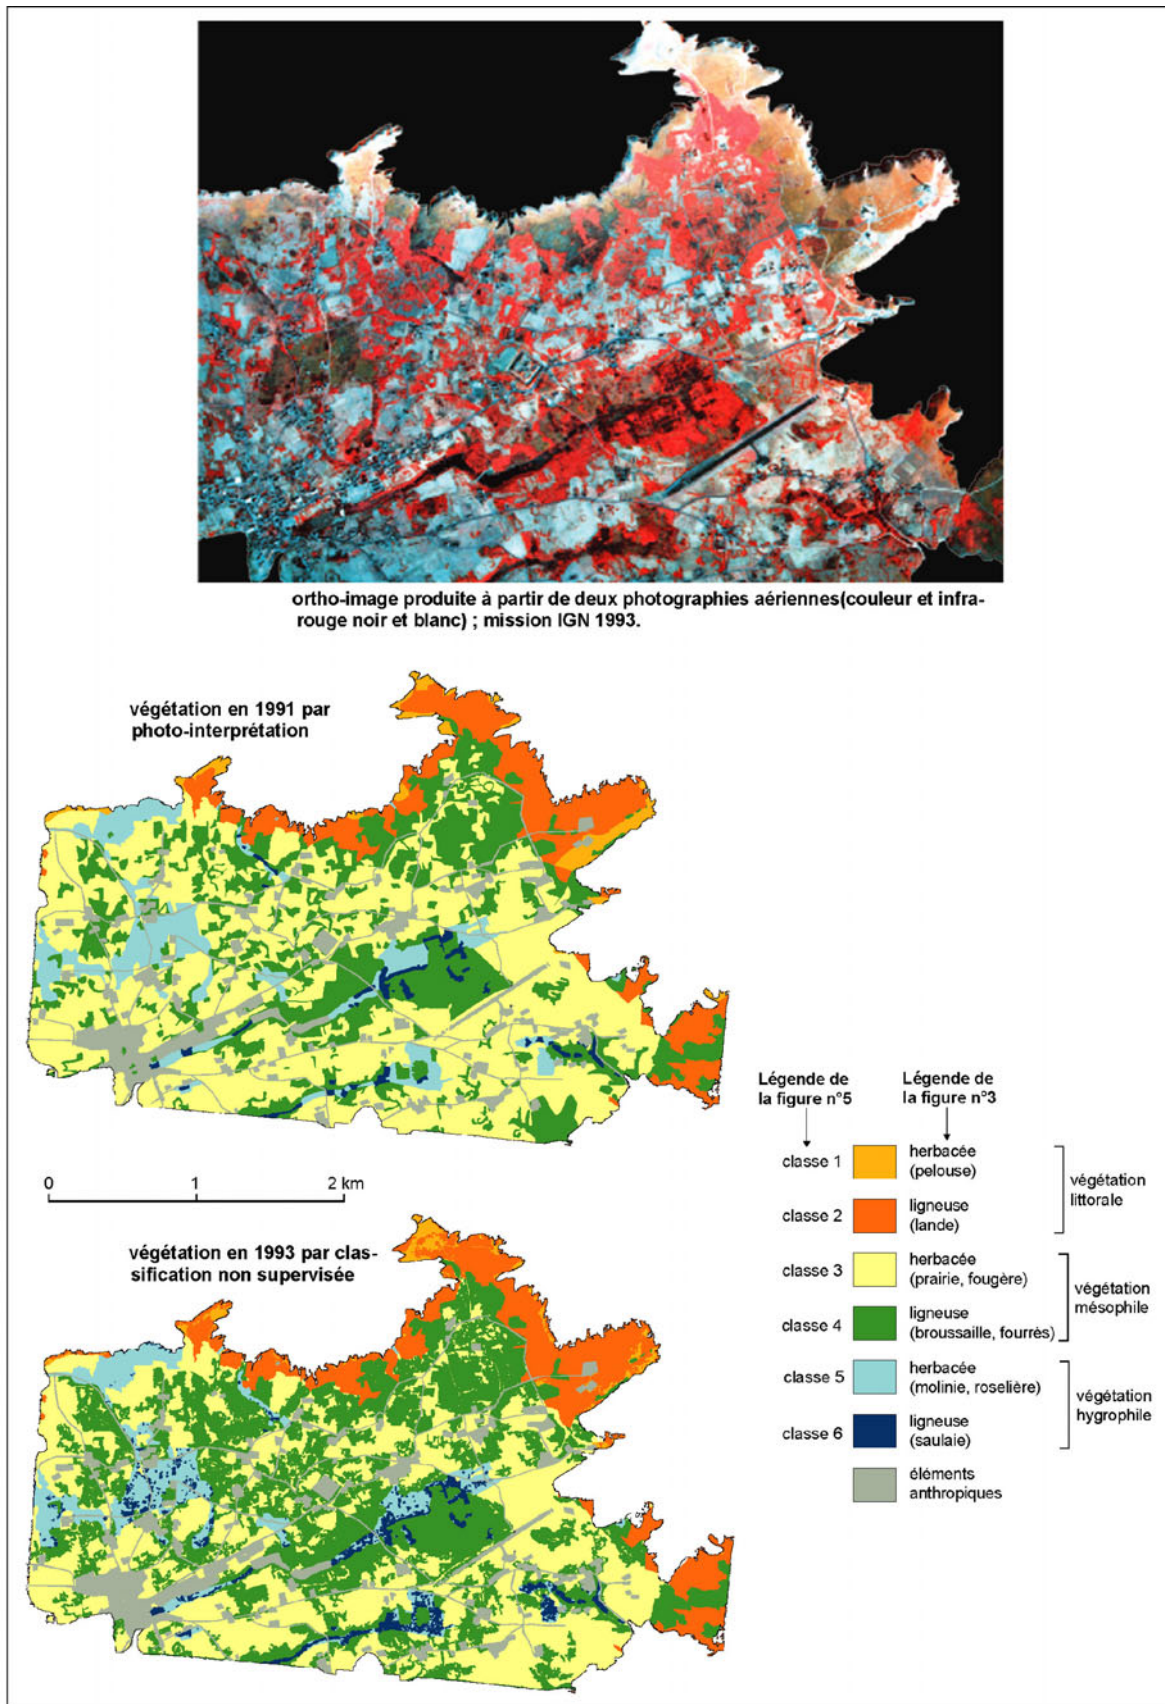 ortho-image produite à partir de deux photographies aériennes(couleur et infra-
rouge noir et blanc) ; mission IGN 1993.
végétation en 1991 par
photo-interprétation
0 1 2 km
végétation en 1993 par clas-
sification non supervisée
Légende de
la figure n°5
Légende de
la figure n°3
classe 1
herbacée
(pelouse)
classe 2
ligneuse
(lande)
végétation
littorale
classe 3
herbacée
(prairie, fougère)
classe 4
ligneuse
(broussaille, fourrès)
végétation
mésophile
classe 5
herbacée
(molinie, roselière)
classe 6
ligneuse
(saulaie)
végétation
hygrophile
éléments
anthropiques